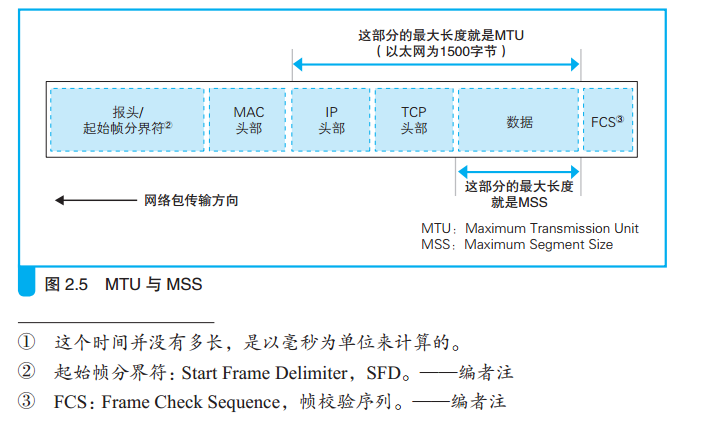 这部分的最大长度就是MTU
（以太网为1500字节）
报头/
起始帧分界符②
MAC
头部
IP
头部
TCP
头部
数据
FCS③
网络包传输方向
这部分的最大长度
就是MSS
MTU：Maximum Transmission Unit
MSS：Maximum Segment Size
图 2.5 MTU 与 MSS
① 这个时间并没有多长，是以毫秒为单位来计算的。
② 起始帧分界符：Start Frame Delimiter，SFD。——编者注
③ FCS：Frame Check Sequence，帧校验序列。——编者注